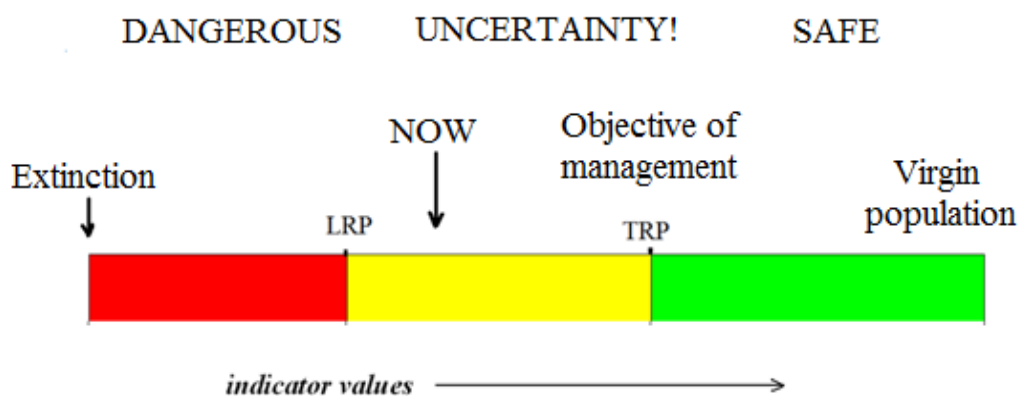 DANGEROUS UNCERTAINTY! SAFE
NOW
Objective of
management
Extinction
Virgin
population
LRP
TRP
indicator values